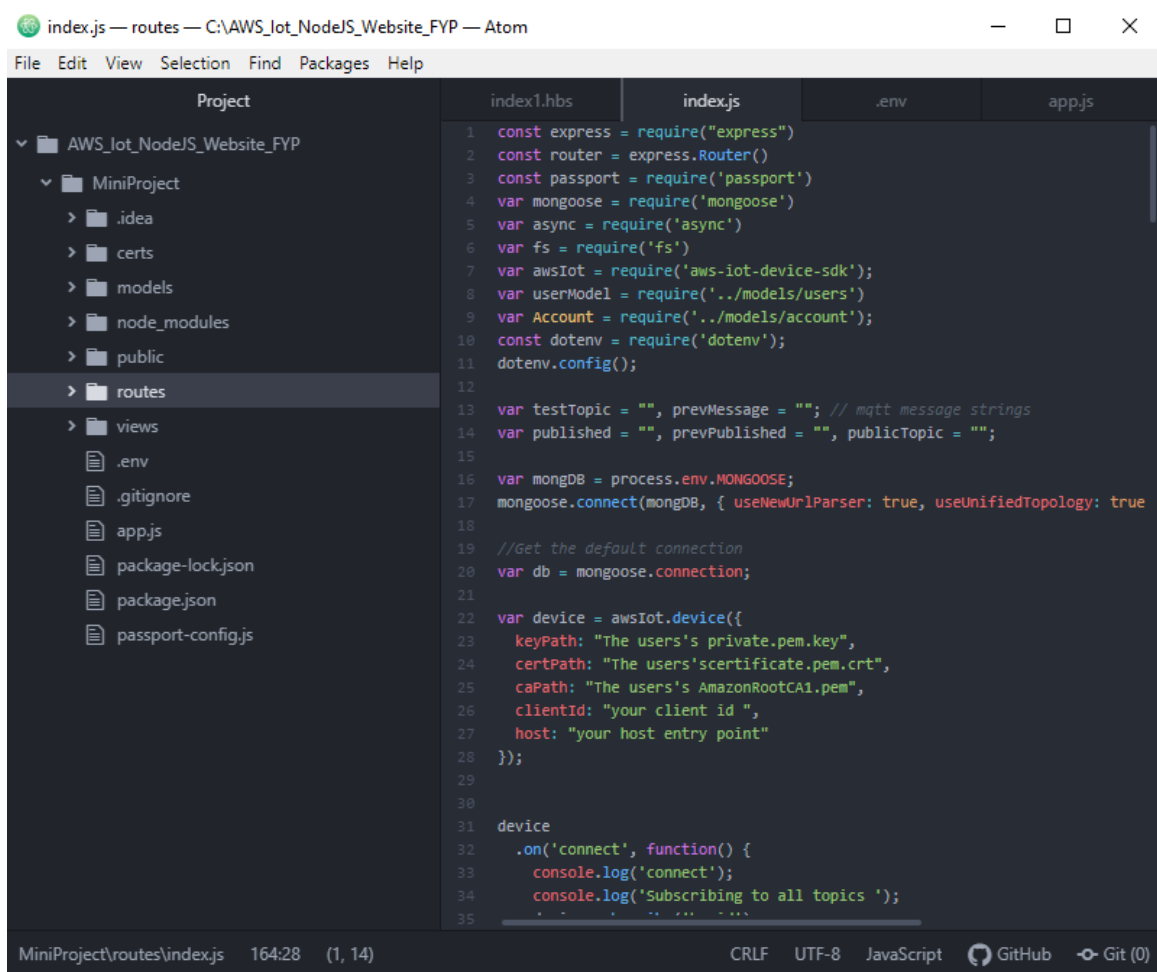 index.js — routes — C:\AWS_Iot_NodeJS_Website_FYP — Atom
File Edit View Selection Find Packages Help
Project
AWS_Iot_NodeJS_Website_FYP
MiniProject
.idea
certs
models
node_modules
public
routes
views
.env
.gitignore
app.js
package-lock.json
package.json
passport-config.js
index1.hbs index.js .env app.js
1 const express = require("express")
2 const router = express.Router()
3 const passport = require('passport')
4 var mongoose = require('mongoose')
5 var async = require('async')
6 var fs = require('fs')
7 var awsIot = require('aws-iot-device-sdk');
8 var userModel = require('../models/users')
9 var Account = require('../models/account');
10 const dotenv = require('dotenv');
11 dotenv.config();
12
13 var testTopic = "", prevMessage = ""; // mqtt message strings
14 var published = "", prevPublished = "", publicTopic = "";
15
16 var mongDB = process.env.MONGOOSE;
17 mongoose.connect(mongDB, { useNewUrlParser: true, useUnifiedTopology: true
18
19 //Get the default connection
20 var db = mongoose.connection;
21
22 var device = awsIot.device({
23 keyPath: "The users's private.pem.key",
24 certPath: "The users'scertificate.pem.crt",
25 caPath: "The users's AmazonRootCA1.pem",
26 clientId: "your client id ",
27 host: "your host entry point"
28 });
29
30
31 device
32 .on('connect', function() {
33 console.log('connect');
34 console.log('Subscribing to all topics ');
35
MiniProject\routes\index.js 164:28 (1, 14) CRLF UTF-8 JavaScript GitHub Git (0)